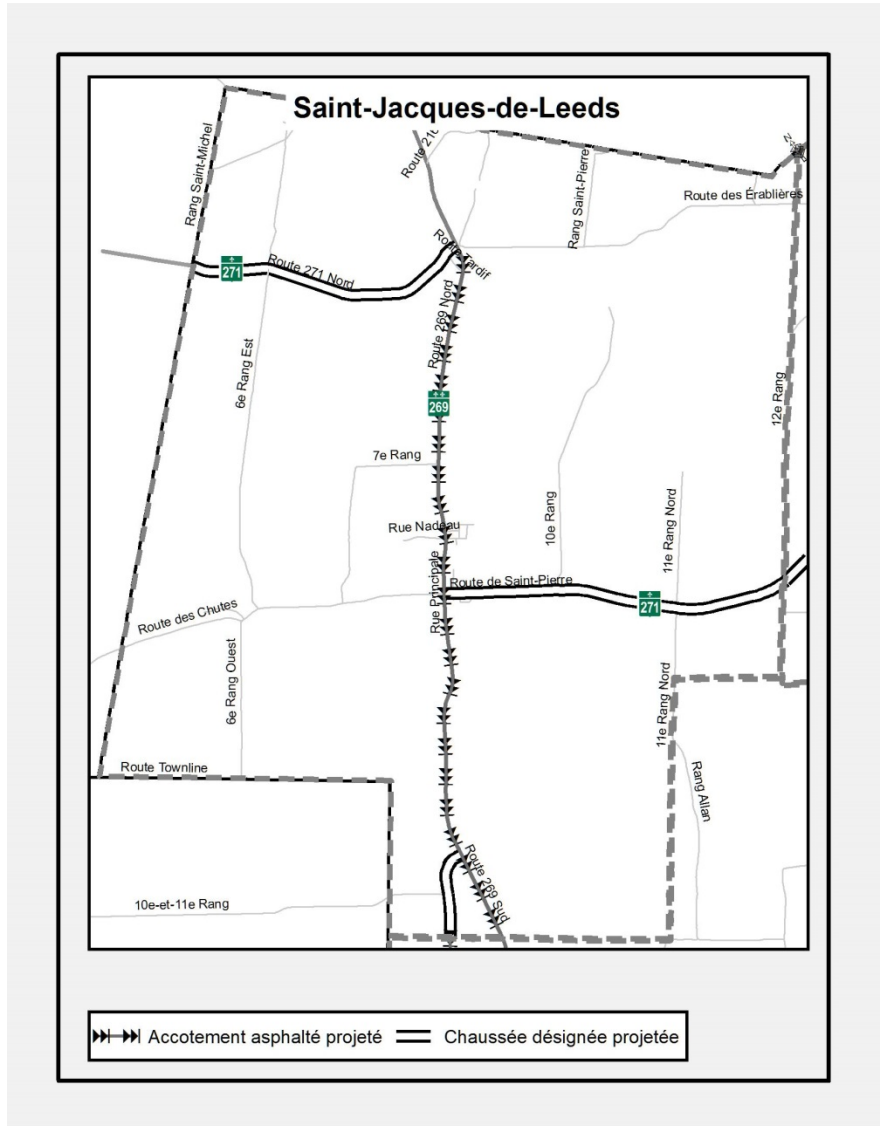 Saint-Jacques-de-Leeds
Rang Saint-Michel
Rang Saint-Pierre
Route des Érablières
Route Tardif
271
Route 271 Nord
Route 269 Nord
6e Rang Est
269
12e Rang
7e Rang
10e Rang
11e Rang Nord
Rue Nadeau
Rue Principale
Route de Saint-Pierre
271
Route des Chutes
6e Rang Ouest
11e Rang Nord
Route Townline
Rang Allan
Route 269 Sud
10e-et-11e Rang
Accotement asphalté projeté
Chaussée désignée projetée